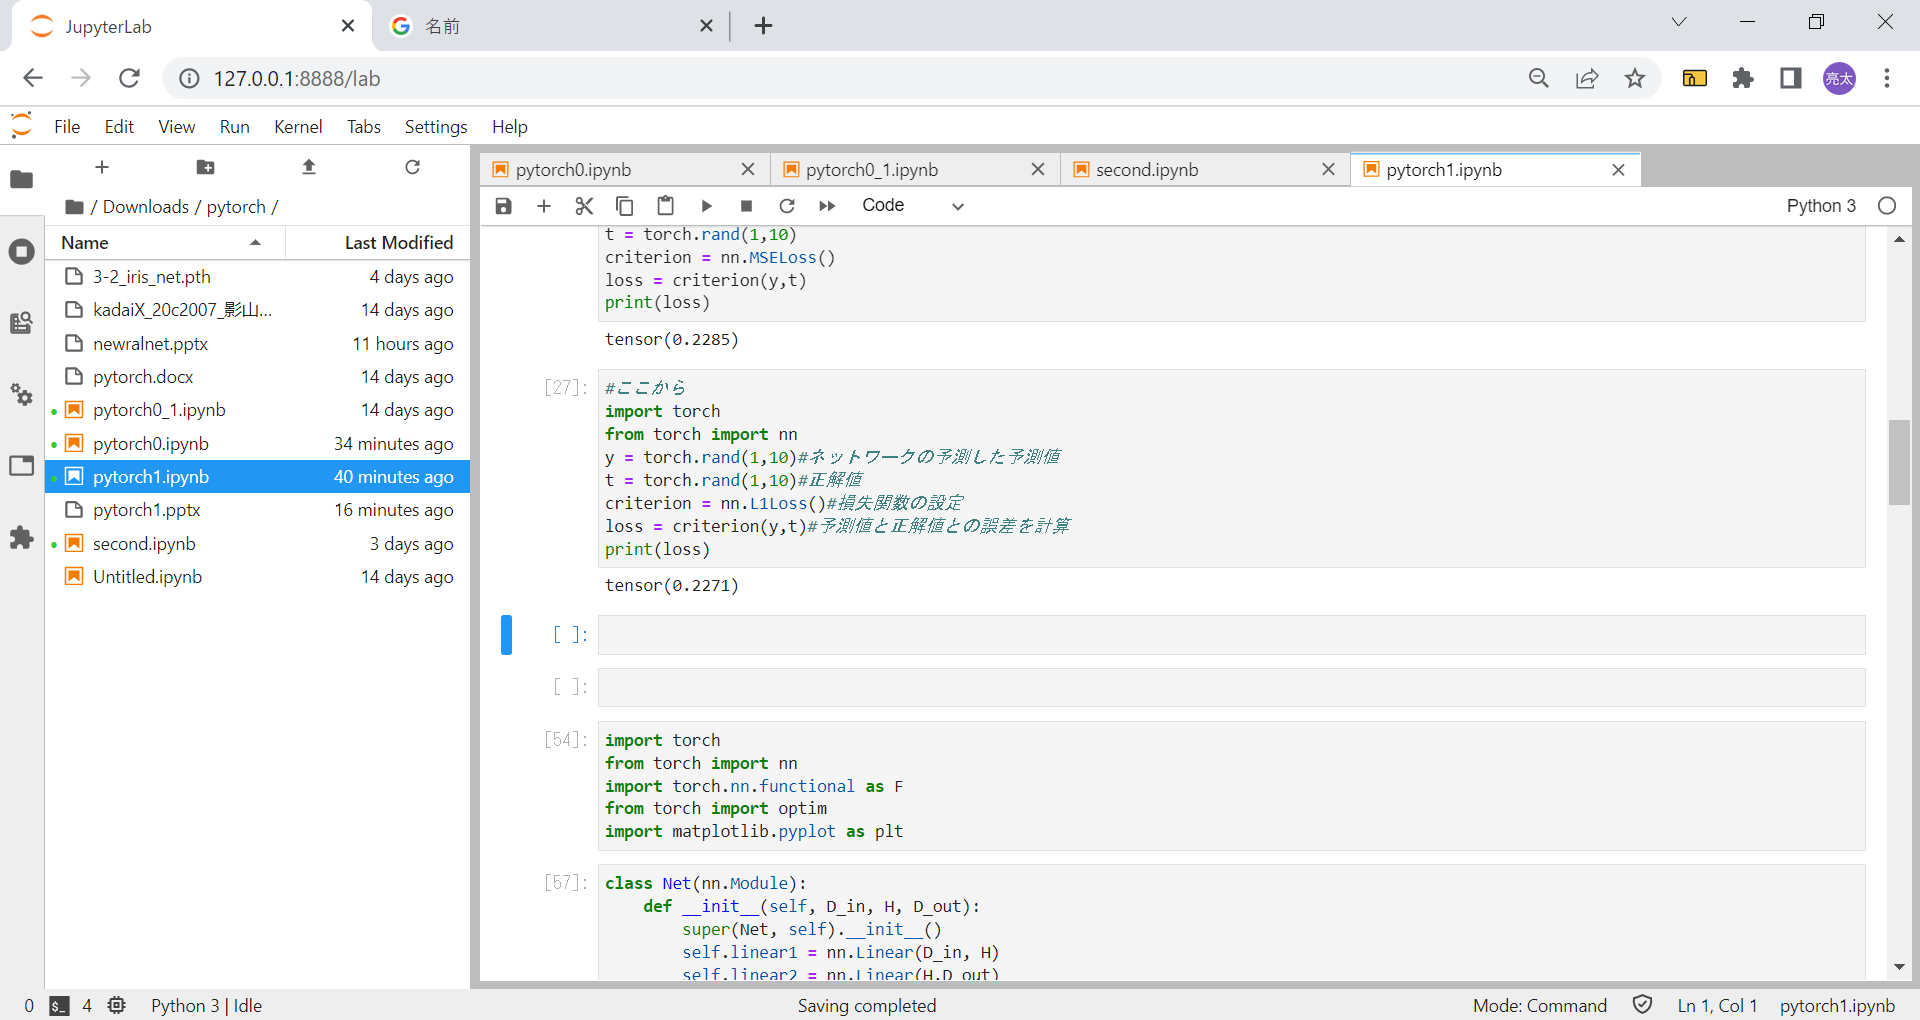 JupyterLab
名前
127.0.0.1:8888/lab
亮太
File Edit View Run Kernel Tabs Settings Help
/ Downloads / pytorch /
Name Last Modified
3-2_iris_net.pth 4 days ago
kadaiX_20c2007_影山... 14 days ago
newralnet.pptx 11 hours ago
pytorch.docx 14 days ago
pytorch0_1.ipynb 14 days ago
pytorch0.ipynb 34 minutes ago
pytorch1.ipynb 40 minutes ago
pytorch1.pptx 16 minutes ago
second.ipynb 3 days ago
Untitled.ipynb 14 days ago
pytorch0.ipynb pytorch0_1.ipynb second.ipynb pytorch1.ipynb
Code Python 3
t = torch.rand(1,10)
criterion = nn.MSELoss()
loss = criterion(y,t)
print(loss)
tensor(0.2285)
[27]: #ここから
import torch
from torch import nn
y = torch.rand(1,10)#ネットワークの予測した予測値
t = torch.rand(1,10)#正解値
criterion = nn.L1Loss()#損失関数の設定
loss = criterion(y,t)#予測値と正解値との誤差を計算
print(loss)
tensor(0.2271)
[ ]:
[ ]:
[54]: import torch
from torch import nn
import torch.nn.functional as F
from torch import optim
import matplotlib.pyplot as plt
[57]: class Net(nn.Module):
def __init__(self, D_in, H, D_out):
super(Net, self).__init__()
self.linear1 = nn.Linear(D_in, H)
self.linear2 = nn.Linear(H,D_out)
0 $_ 4 Python 3 | Idle Saving completed Mode: Command Ln 1, Col 1 pytorch1.ipynb